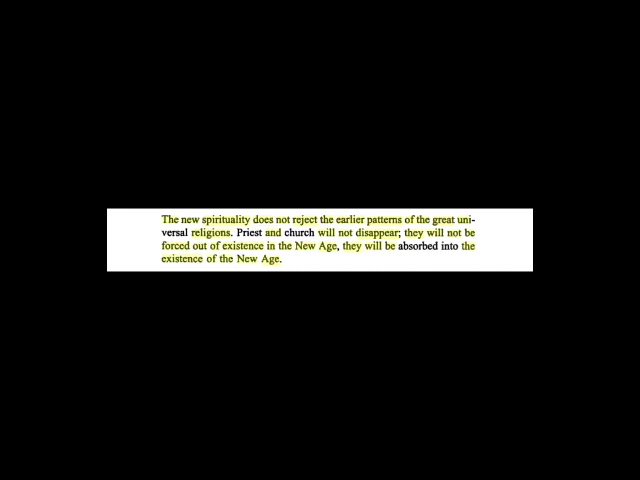 The new spirituality does not reject the earlier patterns of the great uni-
versal religions. Priest and church will not disappear; they will not be
forced out of existence in the New Age, they will be absorbed into the
existence of the New Age.